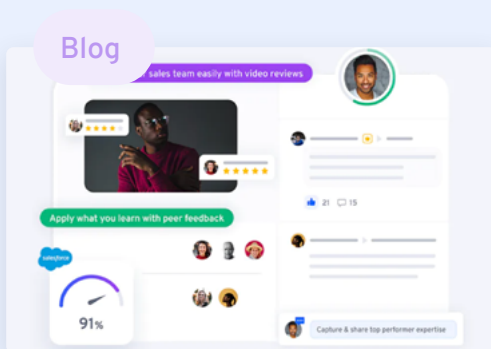 Blog
sales team easily with video reviews
21 15
Apply what you learn with peer feedback
salesforce
91%
Capture & share top performer expertise